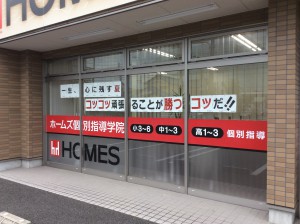 HOMES
一生、心に残す夏
コツコツ頑張ることが勝つコツだ!!
ホームズ個別指導学院 小3~6 中1~3 高1~3 個別指導
hd HOMES